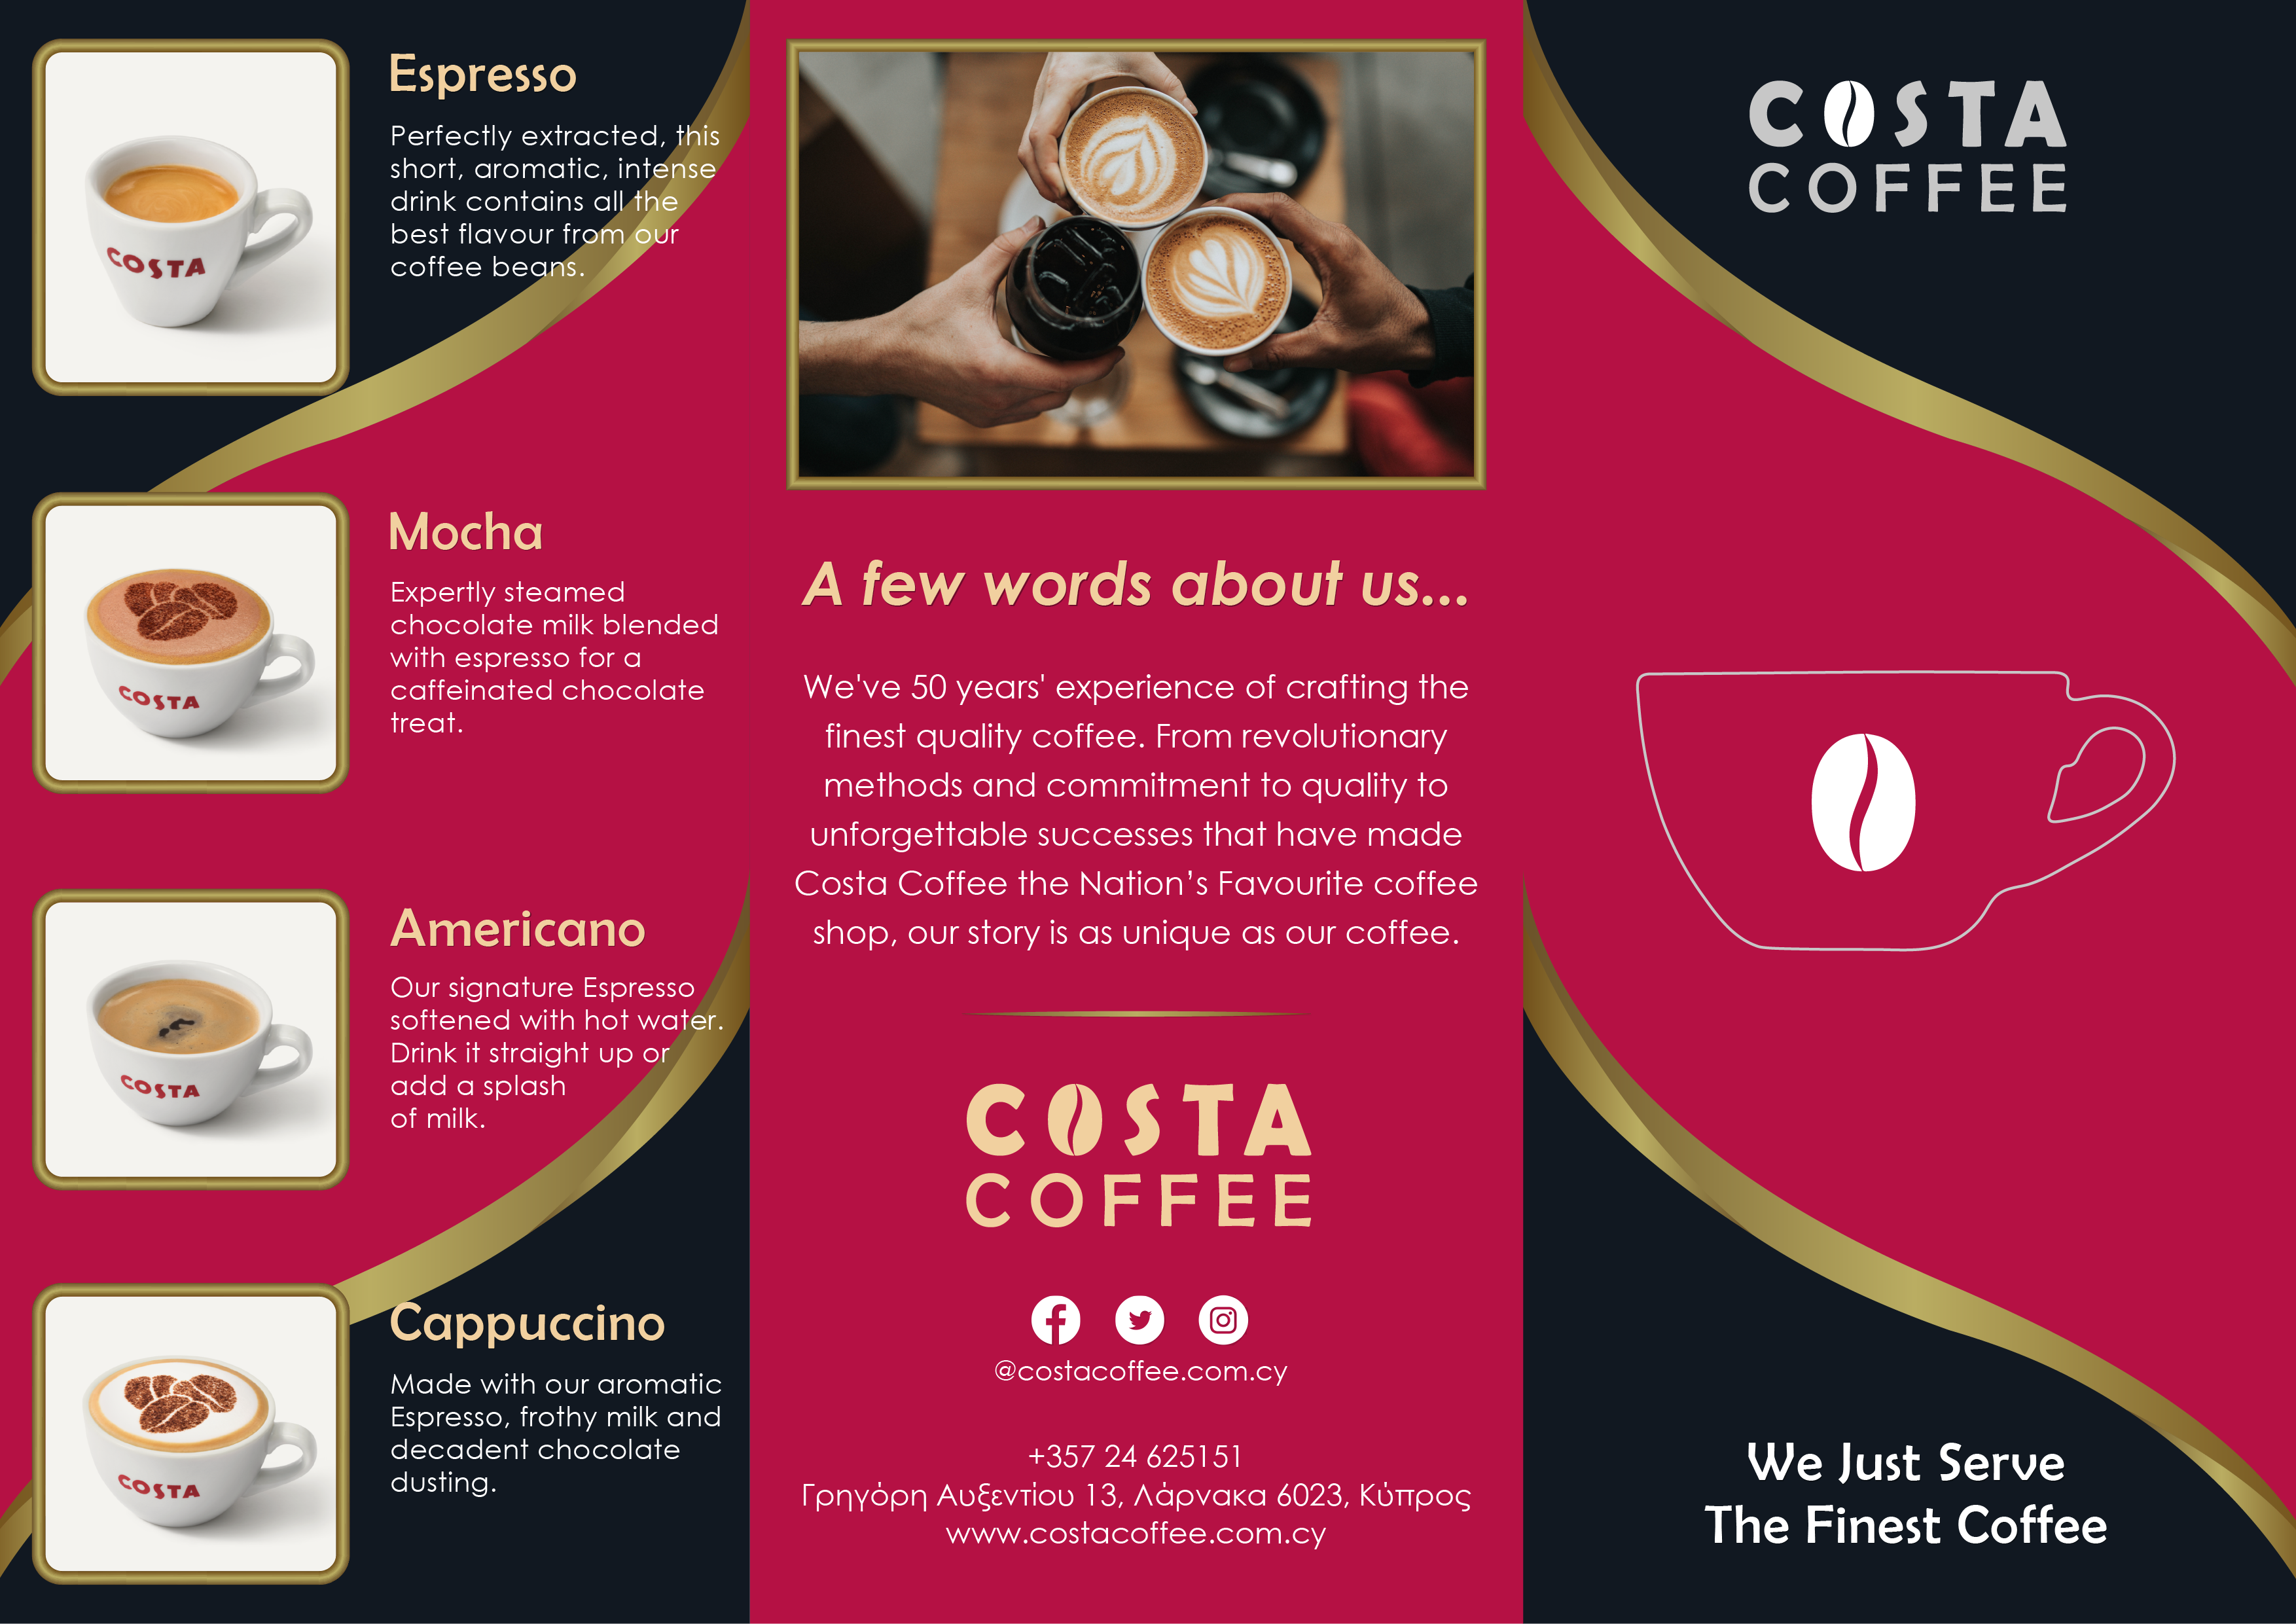 Espresso
Perfectly extracted, this
short, aromatic, intense
drink contains all the
best flavour from our
coffee beans.
COSTA
Mocha
Expertly steamed
chocolate milk blended
with espresso for a
caffeinated chocolate
treat.
COSTA
Americano
Our signature Espresso
softened with hot water.
Drink it straight up or
add a splash
of milk.
COSTA
Cappuccino
Made with our aromatic
Espresso, frothy milk and
decadent chocolate
dusting.
COSTA
A few words about us...
We've 50 years' experience of crafting the
finest quality coffee. From revolutionary
methods and commitment to quality to
unforgettable successes that have made
Costa Coffee the Nation’s Favourite coffee
shop, our story is as unique as our coffee.
COSTA
COFFEE
@costacoffee.com.cy
+357 24 625151
Γρηγόρη Αυξεντίου 13, Λάρνακα 6023, Κύπρος
www.costacoffee.com.cy
COSTA
COFFEE
We Just Serve
The Finest Coffee